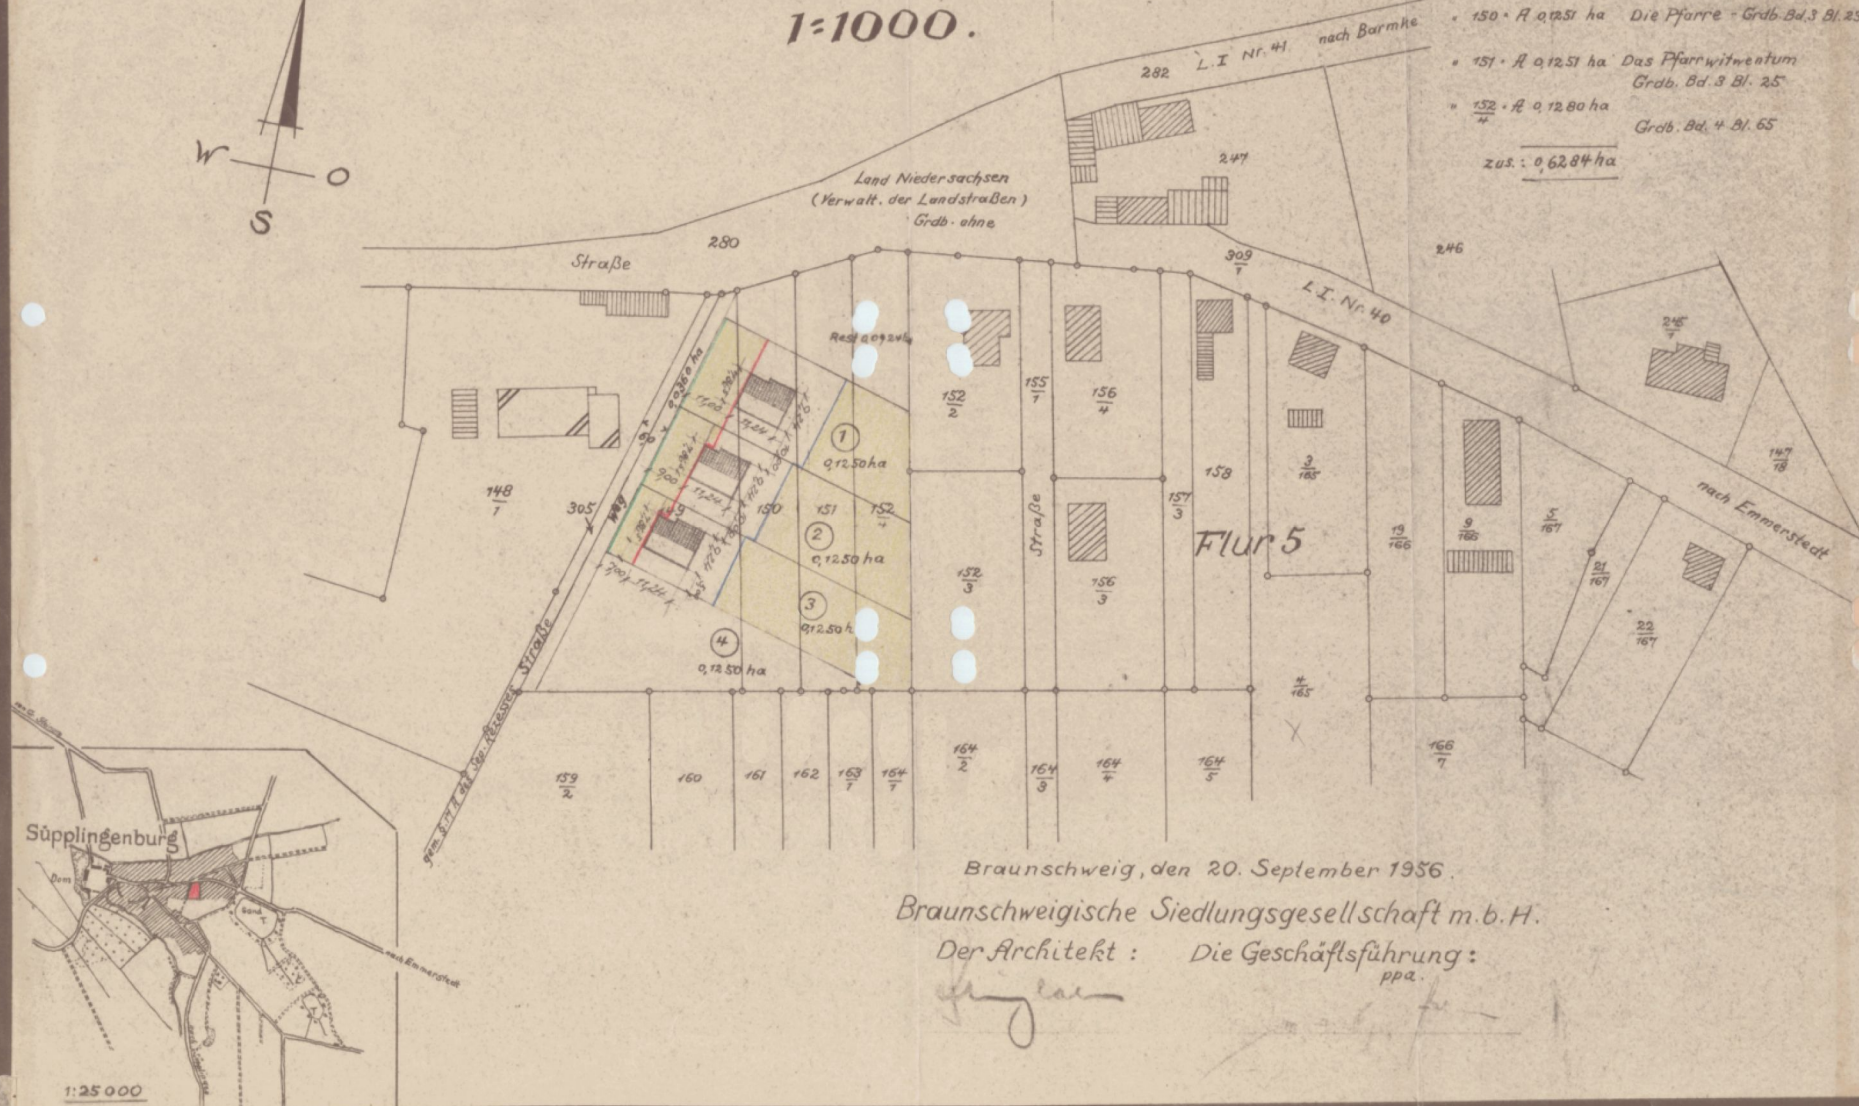 1:1000.
" 150 · A 0,1251 ha Die Pfarre - Grdb. Bd. 3 Bl. 25
" 151 · A 0,1251 ha Das Pfarrwitwentum
Grdb. Bd. 3 Bl. 25
" 152/4 · A 0,1280 ha
Grdb. Bd. 4 Bl. 65
zus.: 0,6284 ha
W
O
S
282
L.I Nr. 41 nach Barmke
247
Land Niedersachsen
(Verwalt. der Landstraßen)
Grdb. ohne
280
Straße
309/1
246
L.I. Nr. 40
0,0360 ha
152/2
155/1
156/4
158
3/165
147/18
148/1
305
Weg
150
151
1
0,1250 ha
2
0,1250 ha
3
0,1250 h
4
0,1250 ha
152/3
Straße
156/3
157/3
Flur 5
19/166
9/166
5/167
nach Emmerstedt
21/167
22/167
4/165
166/7
Straße
159/2
160
161
162
163/1
164/1
164/2
164/3
164/4
164/5
Süpplingenburg
nach Emmerstedt
1:25000
Braunschweig, den 20. September 1956.
Braunschweigische Siedlungsgesellschaft m.b.H.
Der Architekt : Die Geschäftsführung :
ppa.